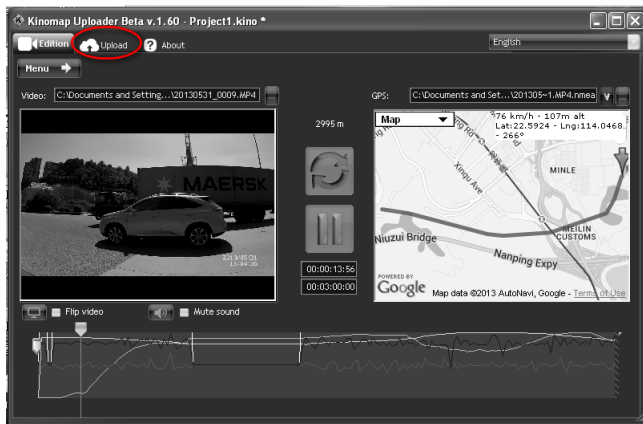 Kinomap Uploader Beta v.1.60 - Project1.kino *
Edition
Upload
? About
English
Menu
Video:
C:\Documents and Setting...\20130531_0009.MP4
GPS:
C:\Documents and Set...\201305~1.MP4.nmea
V
MAERSK
2013/05/31
2995 m
00:00:13:56
00:03:00:00
Map
76 km/h - 107m alt
Lat:22.5924 - Lng:114.0468
- 266°
Xinqu Ave
MINLE
MEILIN
CUSTOMS
Niuzui Bridge
Nanping Expy
POWERED BY
Google
Map data ©2013 AutoNavi, Google - Terms of Use
Flip video
Mute sound